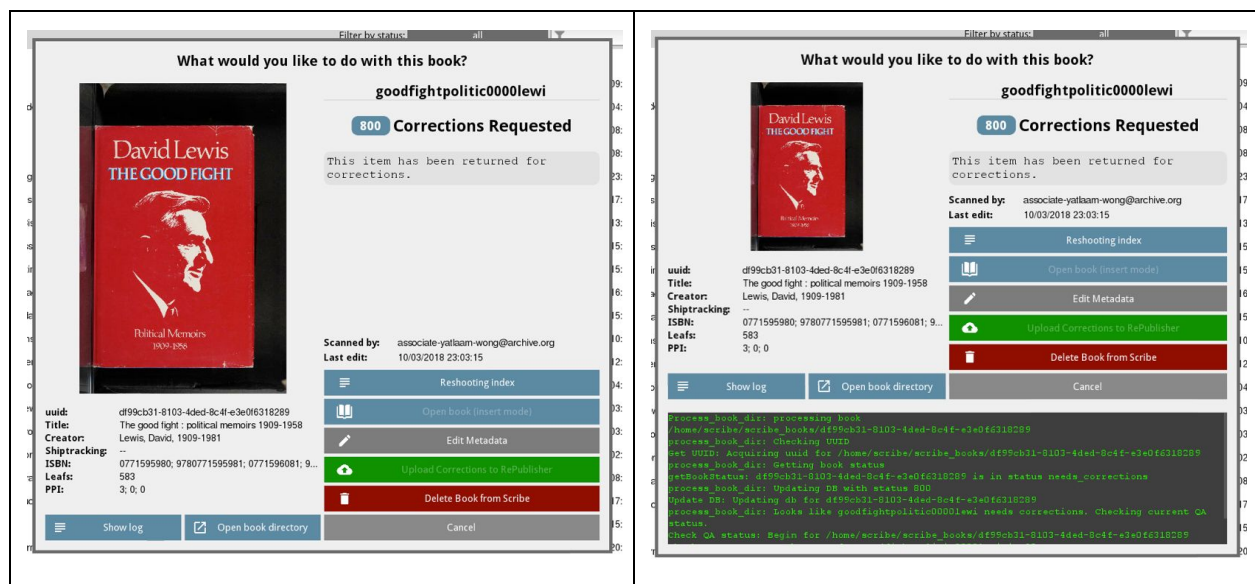 Filter by status: all
What would you like to do with this book?
David Lewis
THE GOOD FIGHT
Political Memoirs
1909-1958
goodfightpolitic0000lewi
800 Corrections Requested
This item has been returned for
corrections.
Scanned by: associate-yatlaam-wong@archive.org
Last edit: 10/03/2018 23:03:15
Reshooting index
Open book (insert mode)
Edit Metadata
Upload Corrections to RePublisher
Delete Book from Scribe
Cancel
uuid: df99cb31-8103-4ded-8c4f-e3e0f6318289
Title: The good fight : political memoirs 1909-1958
Creator: Lewis, David, 1909-1981
Shiptracking: --
ISBN: 0771595980; 9780771595981; 0771596081; 9...
Leafs: 583
PPI: 3; 0; 0
Show log
Open book directory
Filter by status: all
What would you like to do with this book?
David Lewis
THE GOOD FIGHT
Political Memoirs
1909-1958
goodfightpolitic0000lewi
800 Corrections Requested
This item has been returned for
corrections.
Scanned by: associate-yatlaam-wong@archive.org
Last edit: 10/03/2018 23:03:15
Reshooting index
Open book (insert mode)
Edit Metadata
Upload Corrections to RePublisher
Delete Book from Scribe
Cancel
uuid: df99cb31-8103-4ded-8c4f-e3e0f6318289
Title: The good fight : political memoirs 1909-1958
Creator: Lewis, David, 1909-1981
Shiptracking: --
ISBN: 0771595980; 9780771595981; 0771596081; 9...
Leafs: 583
PPI: 3; 0; 0
Show log
Open book directory
Process_book_dir: processing book
/home/scribe/scribe_books/df99cb31-8103-4ded-8c4f-e3e0f6318289
process_book_dir: Checking UUID
Get UUID: Acquiring uuid for /home/scribe/scribe_books/df99cb31-8103-4ded-8c4f-e3e0f6318289
process_book_dir: Getting book status
getBookStatus: df99cb31-8103-4ded-8c4f-e3e0f6318289 is in status needs_corrections
process_book_dir: Updating DB with status 800
Update DB: Updating db for df99cb31-8103-4ded-8c4f-e3e0f6318289
process_book_dir: Looks like goodfightpolitic0000lewi needs corrections. Checking current QA
status.
Check QA status: Begin for /home/scribe/scribe_books/df99cb31-8103-4ded-8c4f-e3e0f6318289